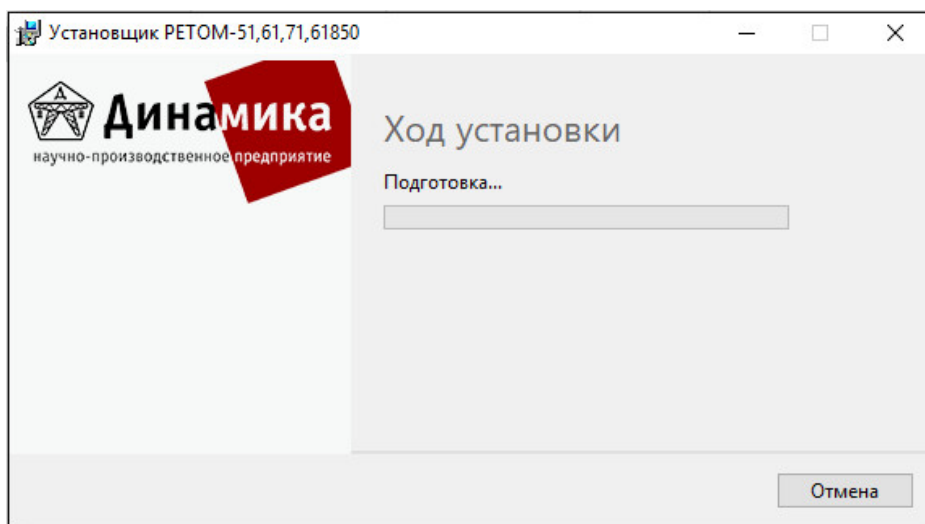 Установщик РЕТОМ-51,61,71,61850
Динамика
научно-производственное предприятие
Ход установки
Подготовка...
Отмена